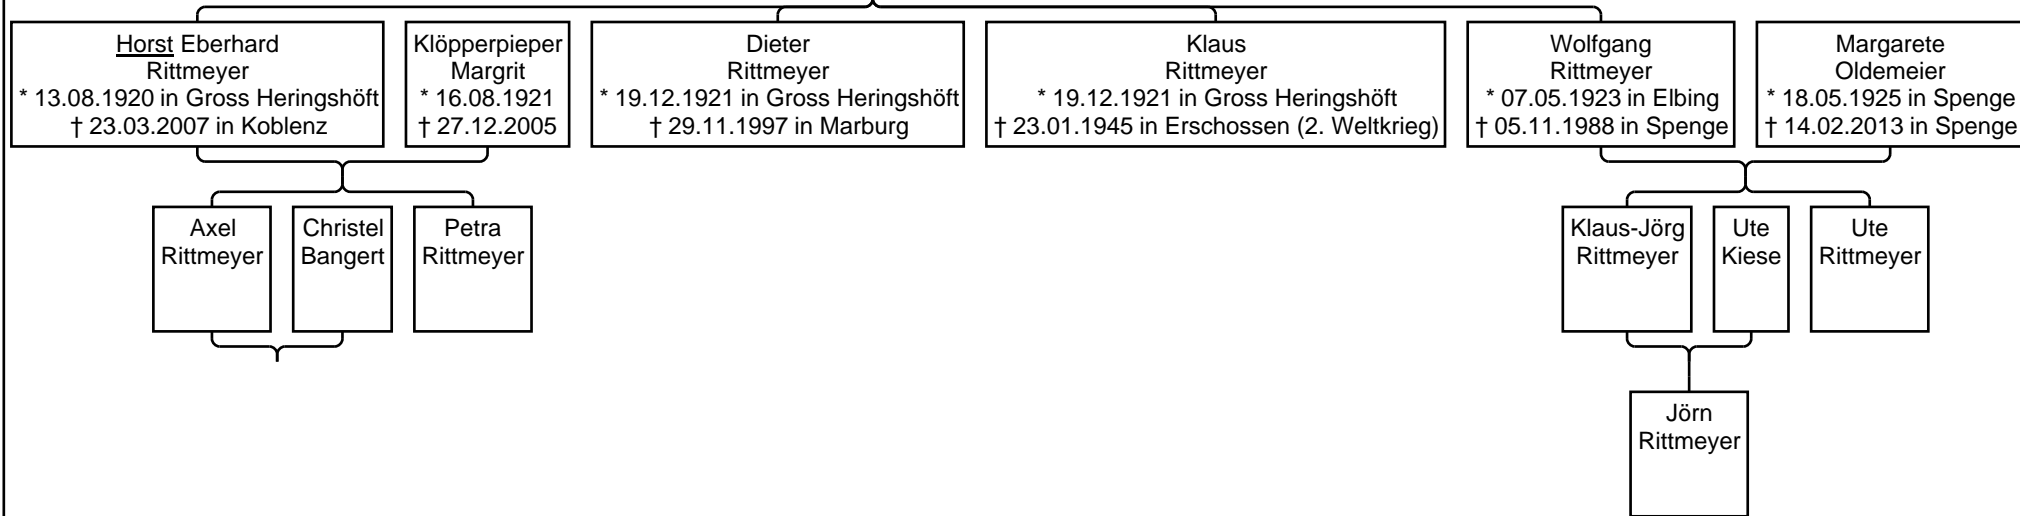 Horst Eberhard
Rittmeyer
* 13.08.1920 in Gross Heringshöft
† 23.03.2007 in Koblenz
Klöpperpieper
Margrit
* 16.08.1921
† 27.12.2005
Dieter
Rittmeyer
* 19.12.1921 in Gross Heringshöft
† 29.11.1997 in Marburg
Klaus
Rittmeyer
* 19.12.1921 in Gross Heringshöft
† 23.01.1945 in Erschossen (2. Weltkrieg)
Wolfgang
Rittmeyer
* 07.05.1923 in Elbing
† 05.11.1988 in Spenge
Margarete
Oldemeier
* 18.05.1925 in Spenge
† 14.02.2013 in Spenge
Axel
Rittmeyer
Christel
Bangert
Petra
Rittmeyer
Klaus-Jörg
Rittmeyer
Ute
Kiese
Ute
Rittmeyer
Jörn
Rittmeyer